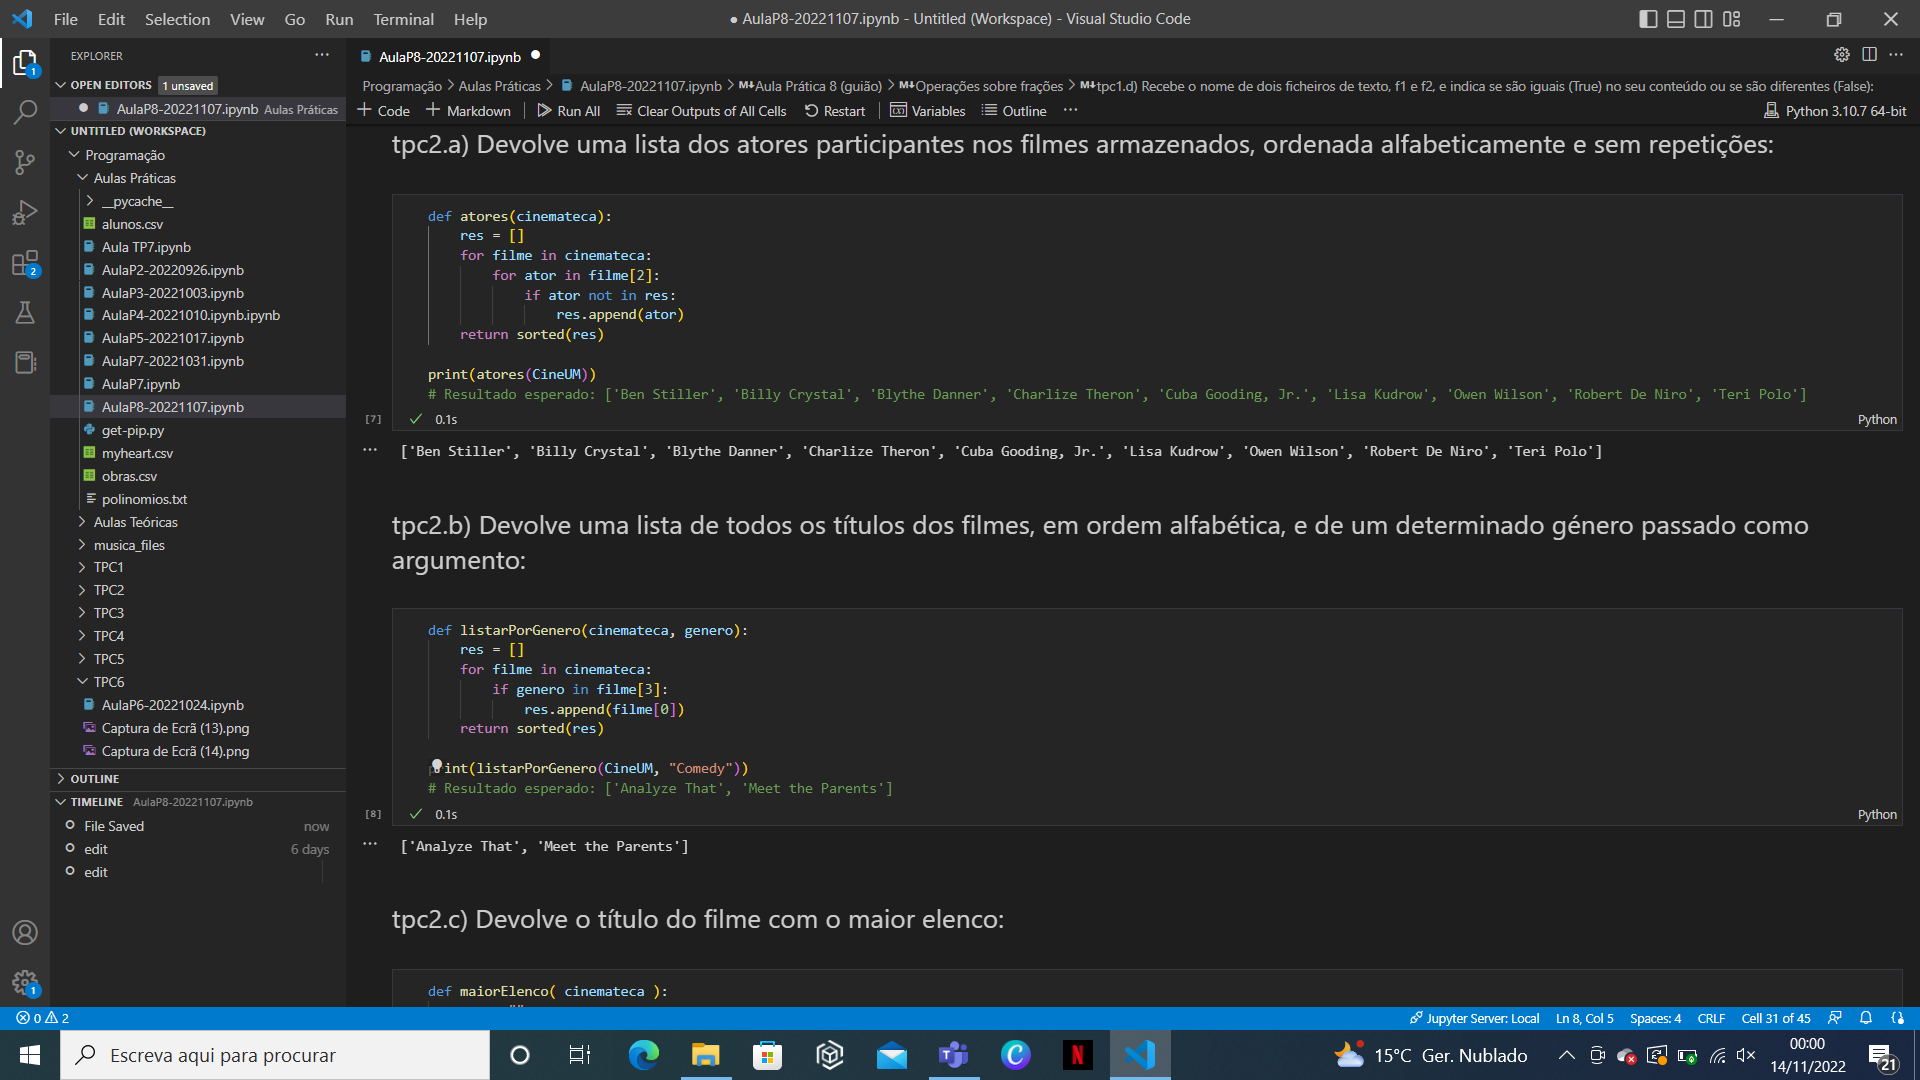 File Edit Selection View Go Run Terminal Help
● AulaP8-20221107.ipynb - Untitled (Workspace) - Visual Studio Code
EXPLORER
OPEN EDITORS 1 unsaved
AulaP8-20221107.ipynb Aulas Práticas
UNTITLED (WORKSPACE)
Programação
Aulas Práticas
__pycache__
alunos.csv
Aula TP7.ipynb
AulaP2-20220926.ipynb
AulaP3-20221003.ipynb
AulaP4-20221010.ipynb.ipynb
AulaP5-20221017.ipynb
AulaP7-20221031.ipynb
AulaP7.ipynb
AulaP8-20221107.ipynb
get-pip.py
myheart.csv
obras.csv
polinomios.txt
Aulas Teóricas
musica_files
TPC1
TPC2
TPC3
TPC4
TPC5
TPC6
AulaP6-20221024.ipynb
Captura de Ecrã (13).png
Captura de Ecrã (14).png
OUTLINE
TIMELINE AulaP8-20221107.ipynb
File Saved now
edit 6 days
edit
1
2
1
AulaP8-20221107.ipynb
Programação > Aulas Práticas > AulaP8-20221107.ipynb > M↓Aula Prática 8 (guião) > M↓Operações sobre frações > M↓tpc1.d) Recebe o nome de dois ficheiros de texto, f1 e f2, e indica se são iguais (True) no seu conteúdo ou se são diferentes (False):
+ Code + Markdown Run All Clear Outputs of All Cells Restart Variables Outline ... Python 3.10.7 64-bit
tpc2.a) Devolve uma lista dos atores participantes nos filmes armazenados, ordenada alfabeticamente e sem repetições:
def atores(cinemateca):
res = []
for filme in cinemateca:
for ator in filme[2]:
if ator not in res:
res.append(ator)
return sorted(res)
print(atores(CineUM))
# Resultado esperado: ['Ben Stiller', 'Billy Crystal', 'Blythe Danner', 'Charlize Theron', 'Cuba Gooding, Jr.', 'Lisa Kudrow', 'Owen Wilson', 'Robert De Niro', 'Teri Polo']
[7] ✓ 0.1s Python
['Ben Stiller', 'Billy Crystal', 'Blythe Danner', 'Charlize Theron', 'Cuba Gooding, Jr.', 'Lisa Kudrow', 'Owen Wilson', 'Robert De Niro', 'Teri Polo']
tpc2.b) Devolve uma lista de todos os títulos dos filmes, em ordem alfabética, e de um determinado género passado como
argumento:
def listarPorGenero(cinemateca, genero):
res = []
for filme in cinemateca:
if genero in filme[3]:
res.append(filme[0])
return sorted(res)
print(listarPorGenero(CineUM, "Comedy"))
# Resultado esperado: ['Analyze That', 'Meet the Parents']
[8] ✓ 0.1s Python
['Analyze That', 'Meet the Parents']
tpc2.c) Devolve o título do filme com o maior elenco:
def maiorElenco( cinemateca ):
0 2
Jupyter Server: Local Ln 8, Col 5 Spaces: 4 CRLF Cell 31 of 45
Escreva aqui para procurar
15°C Ger. Nublado
00:00
14/11/2022
21